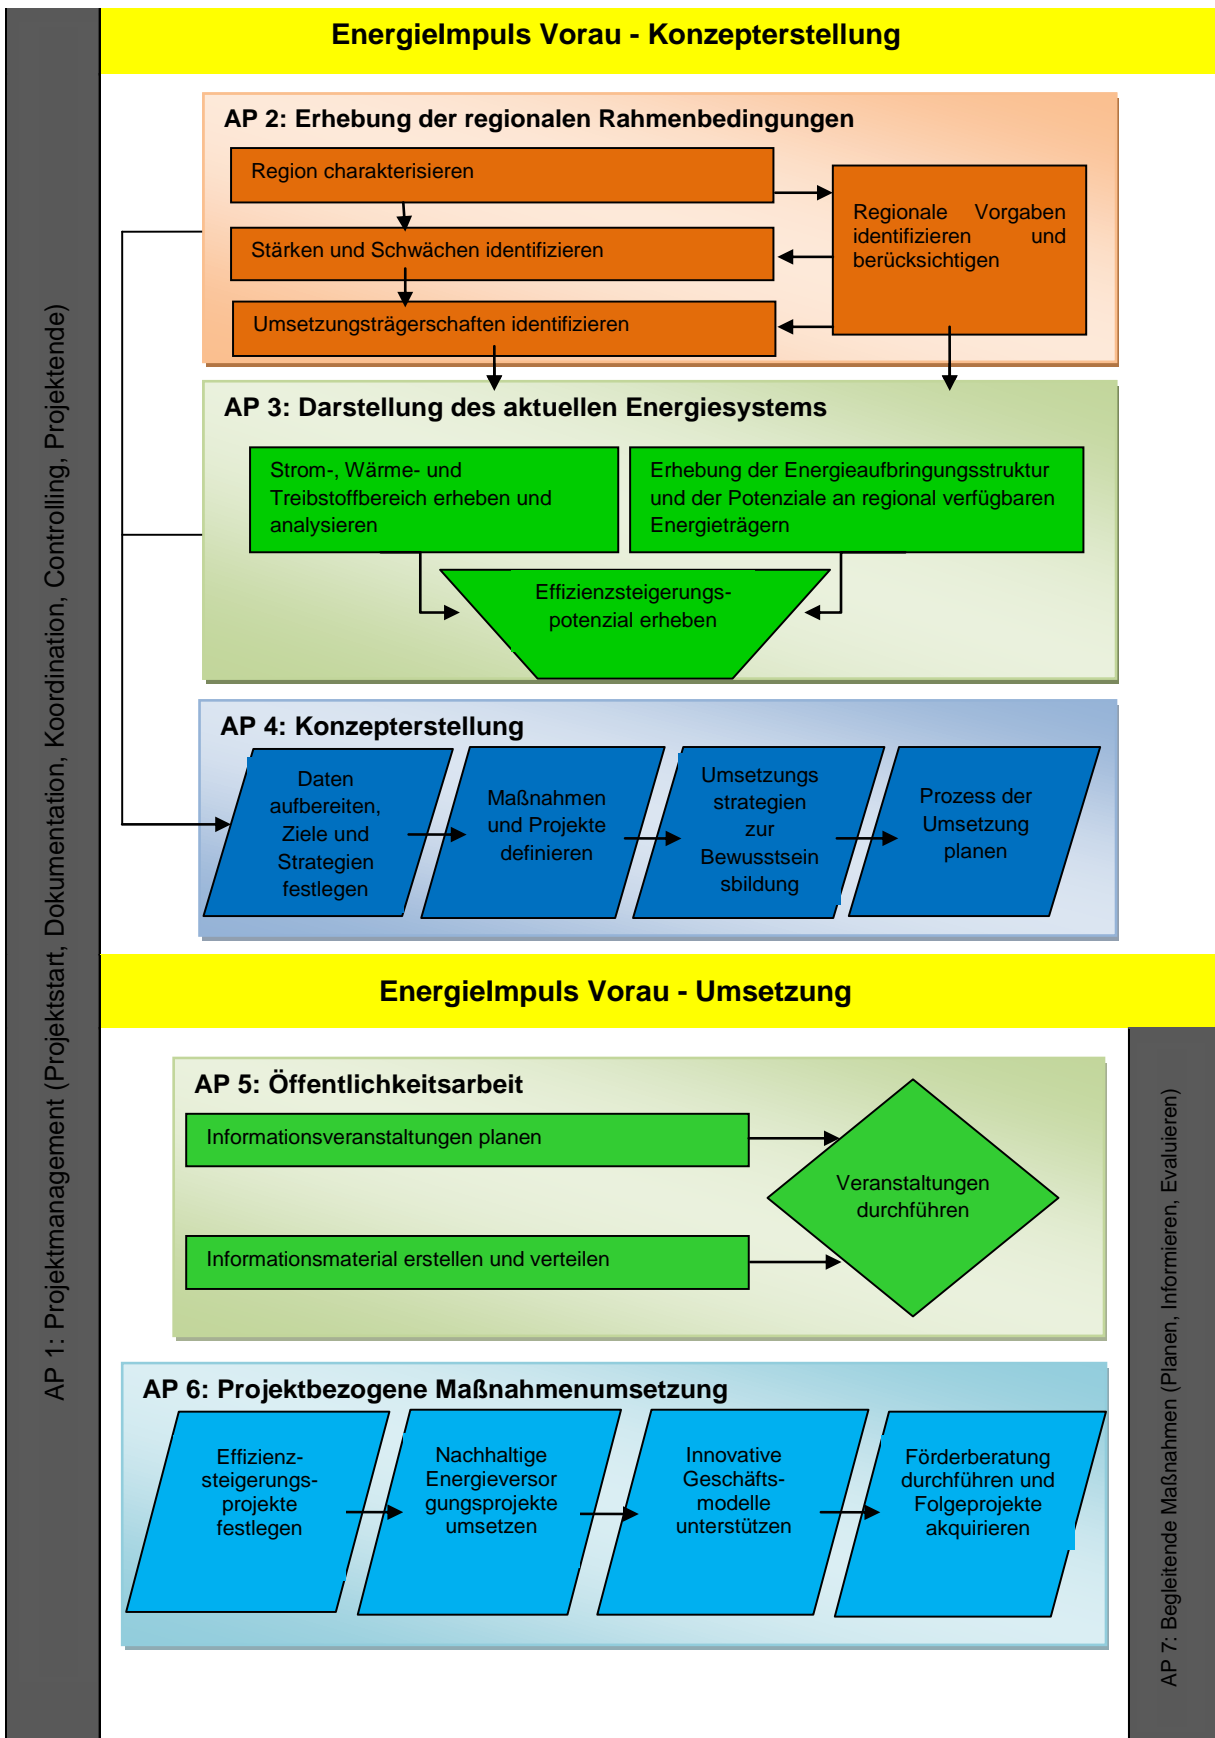 EnergieImpuls Vorau - Konzepterstellung
AP 1: Projektmanagement (Projektstart, Dokumentation, Koordination, Controlling, Projektende)
AP 2: Erhebung der regionalen Rahmenbedingungen
Region charakterisieren
Stärken und Schwächen identifizieren
Umsetzungsträgerschaften identifizieren
Regionale Vorgaben
identifizieren und
berücksichtigen
AP 3: Darstellung des aktuellen Energiesystems
Strom-, Wärme- und
Treibstoffbereich erheben und
analysieren
Erhebung der Energieaufbringungsstruktur
und der Potenziale an regional verfügbaren
Energieträgern
Effizienzsteigerungs-
potenzial erheben
AP 4: Konzepterstellung
Daten
aufbereiten,
Ziele und
Strategien
festlegen
Maßnahmen
und Projekte
definieren
Umsetzungs
strategien
zur
Bewusstsein
sbildung
Prozess der
Umsetzung
planen
EnergieImpuls Vorau - Umsetzung
AP 5: Öffentlichkeitsarbeit
Informationsveranstaltungen planen
Informationsmaterial erstellen und verteilen
Veranstaltungen
durchführen
AP 6: Projektbezogene Maßnahmenumsetzung
Effizienz-
steigerungs-
projekte
festlegen
Nachhaltige
Energieversor
gungsprojekte
umsetzen
Innovative
Geschäfts-
modelle
unterstützen
Förderberatung
durchführen und
Folgeprojekte
akquirieren
AP 7: Begleitende Maßnahmen (Planen, Informieren, Evaluieren)